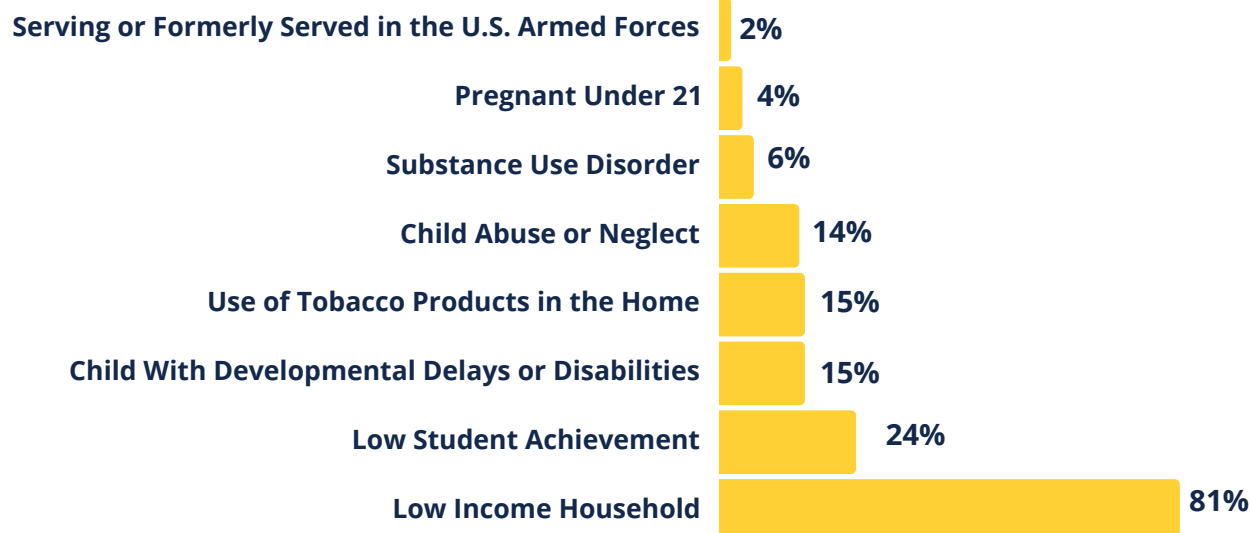 Serving or Formerly Served in the U.S. Armed Forces 2%
Pregnant Under 21 4%
Substance Use Disorder 6%
Child Abuse or Neglect 14%
Use of Tobacco Products in the Home 15%
Child With Developmental Delays or Disabilities 15%
Low Student Achievement 24%
Low Income Household 81%